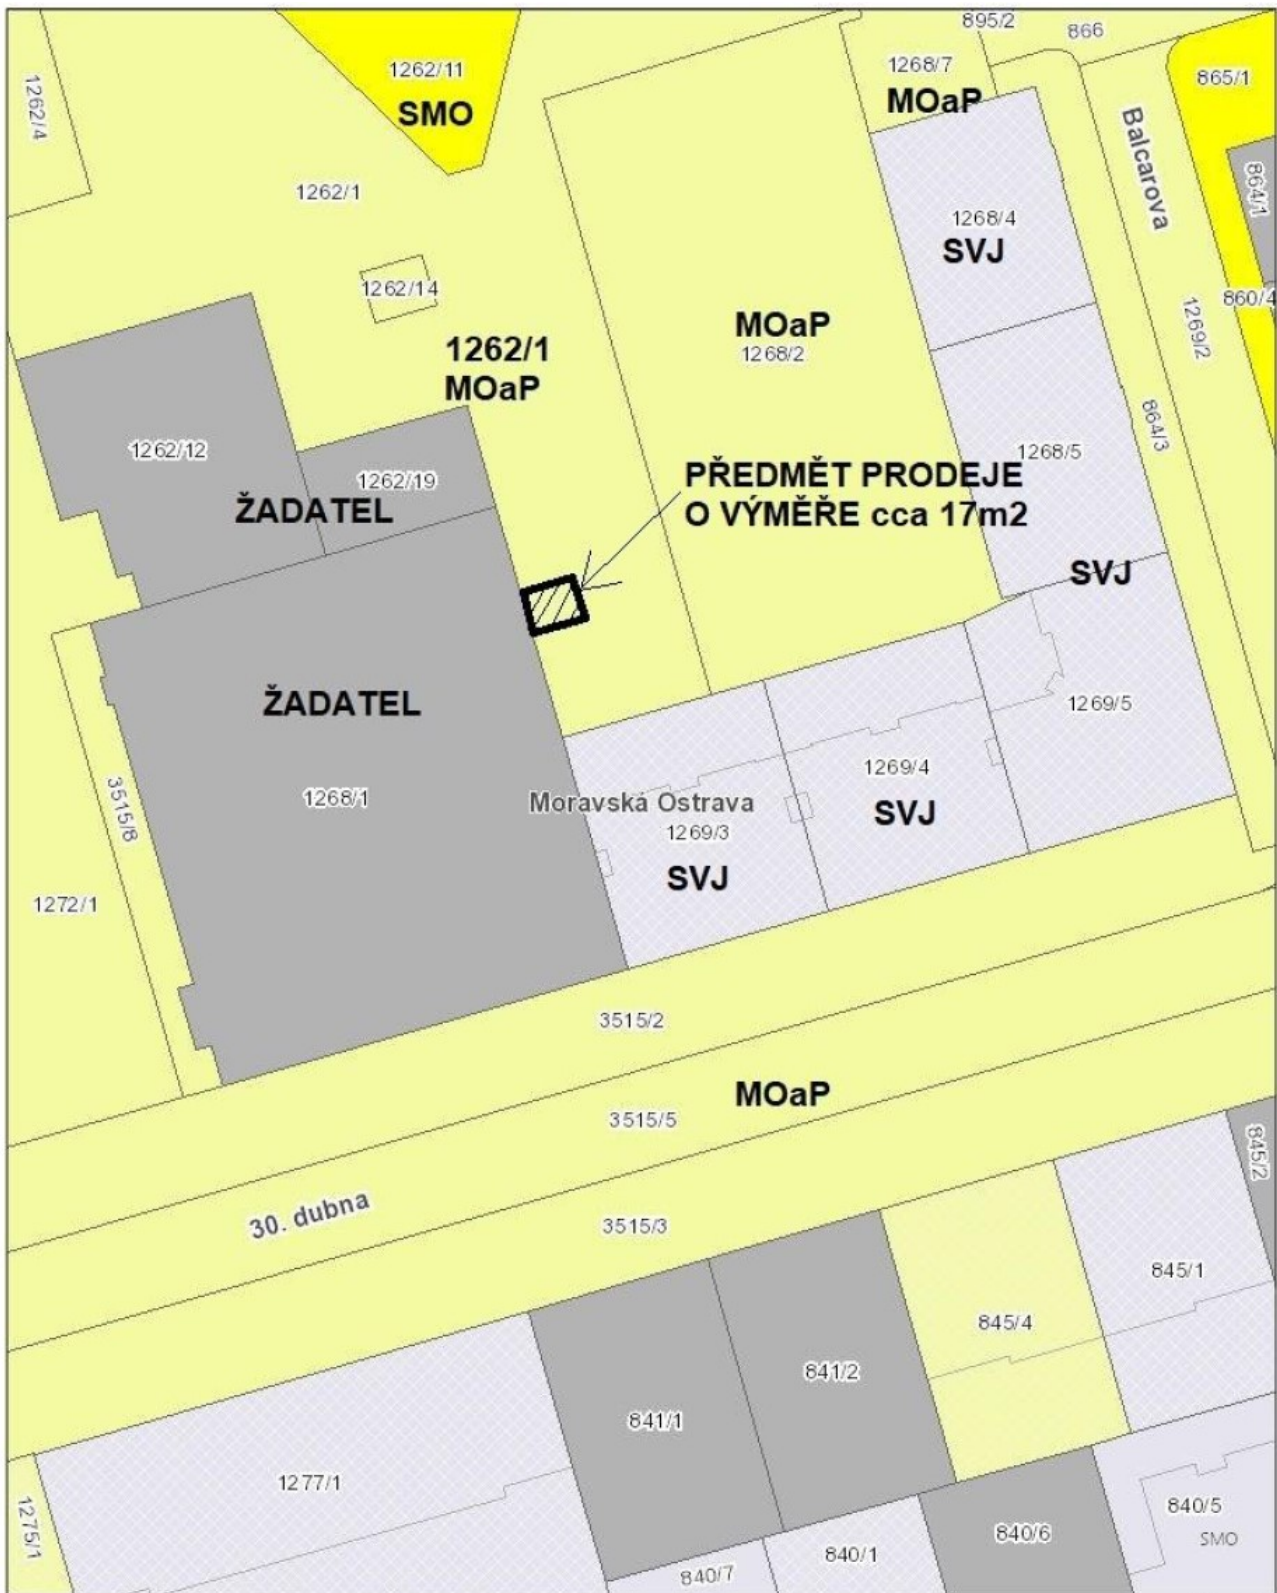 895/2
866
1262/11
SMO
1268/7
MOaP
865/1
1262/4
Balcarova
864/1
1262/1
1268/4
SVJ
1262/14
860/4
1269/2
MOaP
1268/2
1262/1
MOaP
864/3
1262/12
1268/5
1262/19
PŘEDMĚT PRODEJE
O VÝMĚŘE cca 17m2
ŽADATEL
SVJ
ŽADATEL
1269/5
1269/4
3515/8
1268/1
Moravská Ostrava
SVJ
1269/3
SVJ
1272/1
3515/2
MOaP
3515/5
845/2
30. dubna
3515/3
845/1
845/4
841/2
841/1
1277/1
840/5
1275/1
840/6
SMO
840/1
840/7